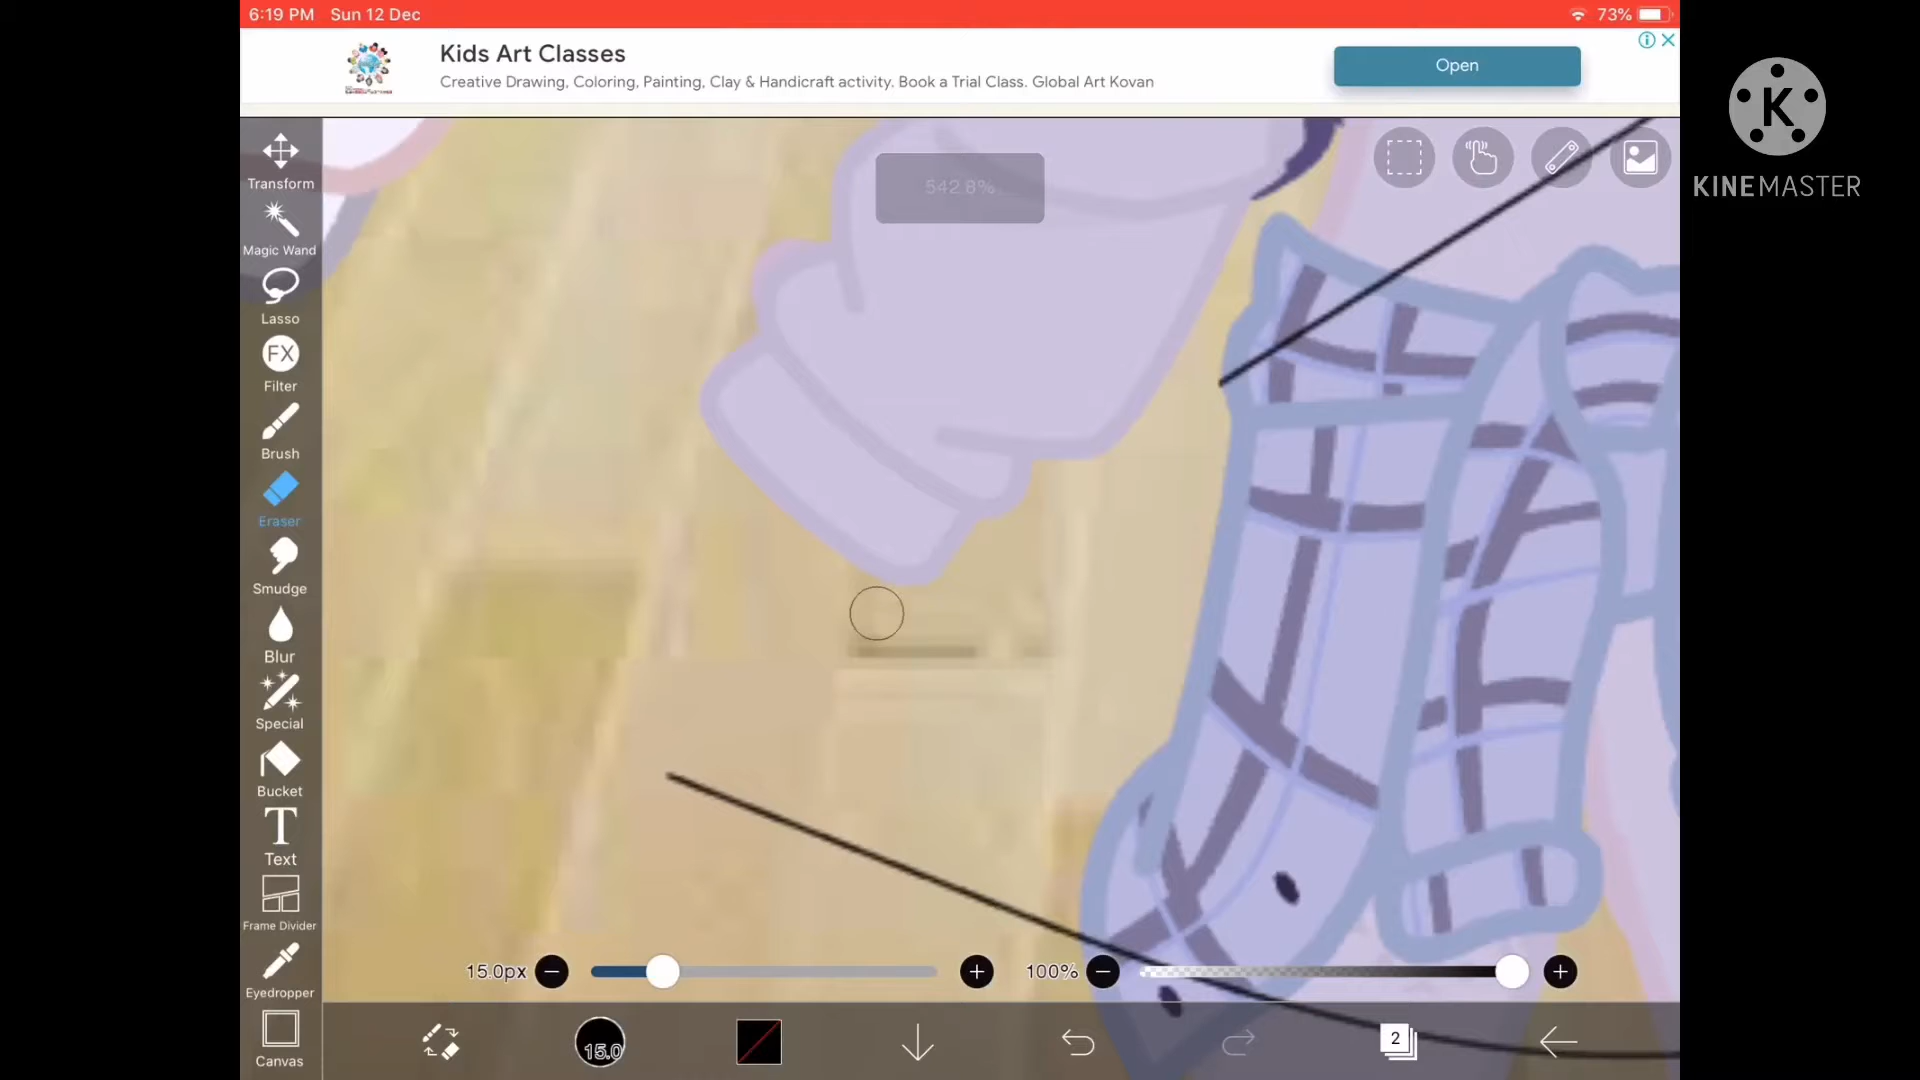 6:19 PM Sun 12 Dec
73%
Kids Art Classes
Creative Drawing, Coloring, Painting, Clay & Handicraft activity. Book a Trial Class. Global Art Kovan
Open
K
KINEMASTER
542.8%
Transform
Magic Wand
Lasso
FX
Filter
Brush
Eraser
Smudge
Blur
Special
Bucket
T
Text
Frame Divider
Eyedropper
Canvas
15.0px
100%
15.0
2